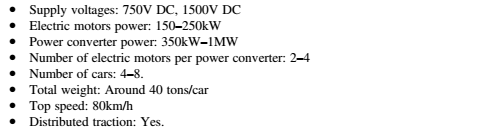 • Supply voltages: 750V DC, 1500V DC
• Electric motors power: 150–250kW
• Power converter power: 350kW–1MW
• Number of electric motors per power converter: 2–4
• Number of cars: 4–8.
• Total weight: Around 40 tons/car
• Top speed: 80km/h
• Distributed traction: Yes.